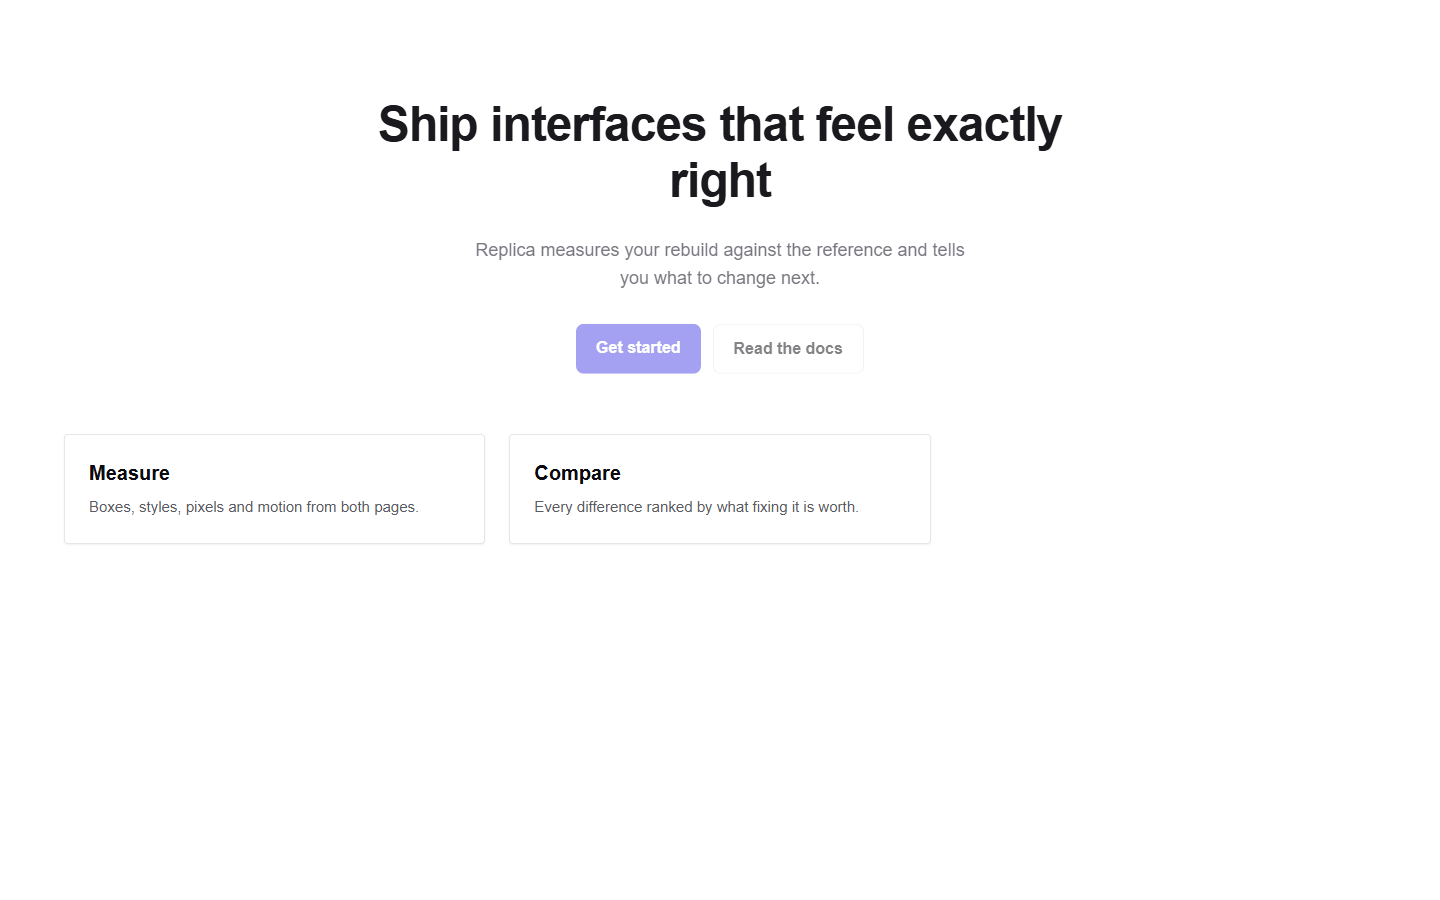 Ship interfaces that feel exactly
right
Replica measures your rebuild against the reference and tells
you what to change next.
Get started
Read the docs
Measure
Boxes, styles, pixels and motion from both pages.
Compare
Every difference ranked by what fixing it is worth.